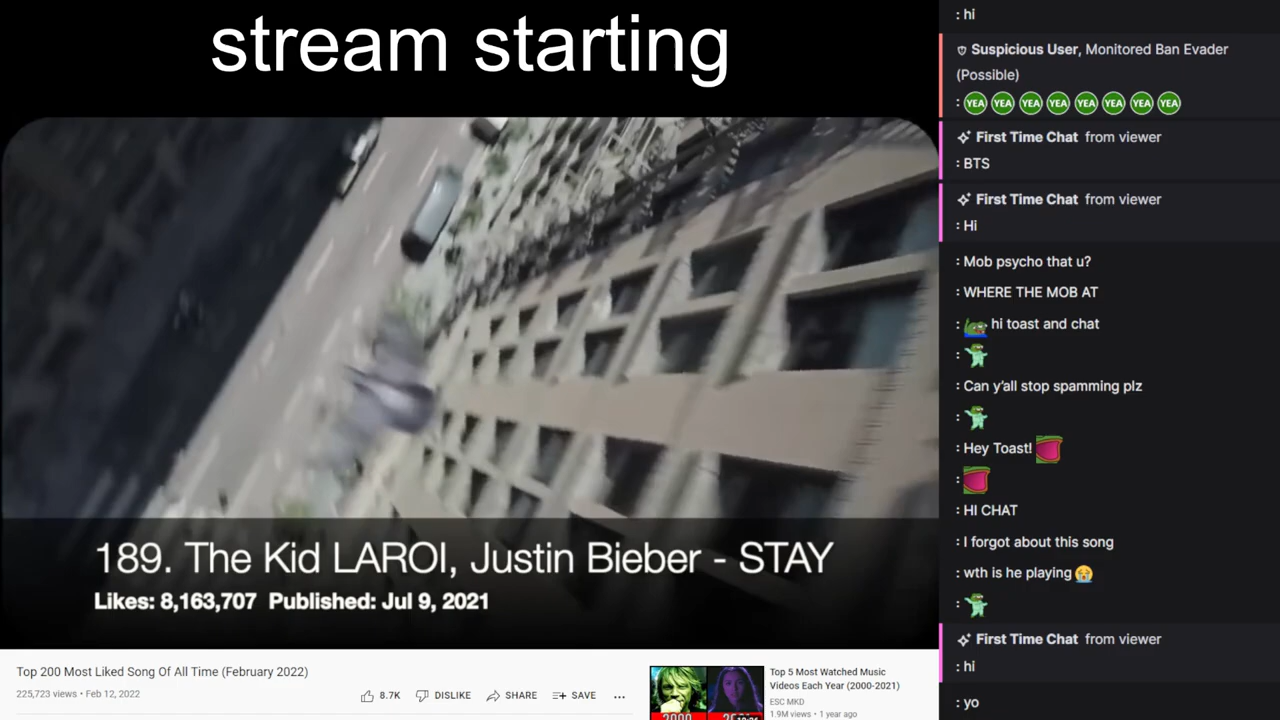 stream starting
189. The Kid LAROI, Justin Bieber - STAY
Likes: 8,163,707 Published: Jul 9, 2021
Top 200 Most Liked Song Of All Time (February 2022)
225,723 views • Feb 12, 2022
8.7K DISLIKE SHARE SAVE ...
Top 5 Most Watched Music
Videos Each Year (2000-2021)
ESC MKD
1.9M views • 1 year ago
: hi
Suspicious User, Monitored Ban Evader
(Possible)
: YEA YEA YEA YEA YEA YEA YEA YEA
First Time Chat from viewer
: BTS
First Time Chat from viewer
: Hi
: Mob psycho that u?
: WHERE THE MOB AT
: hi toast and chat
:
: Can y'all stop spamming plz
:
: Hey Toast!
:
: HI CHAT
: I forgot about this song
: wth is he playing 😭
:
First Time Chat from viewer
: hi
: yo